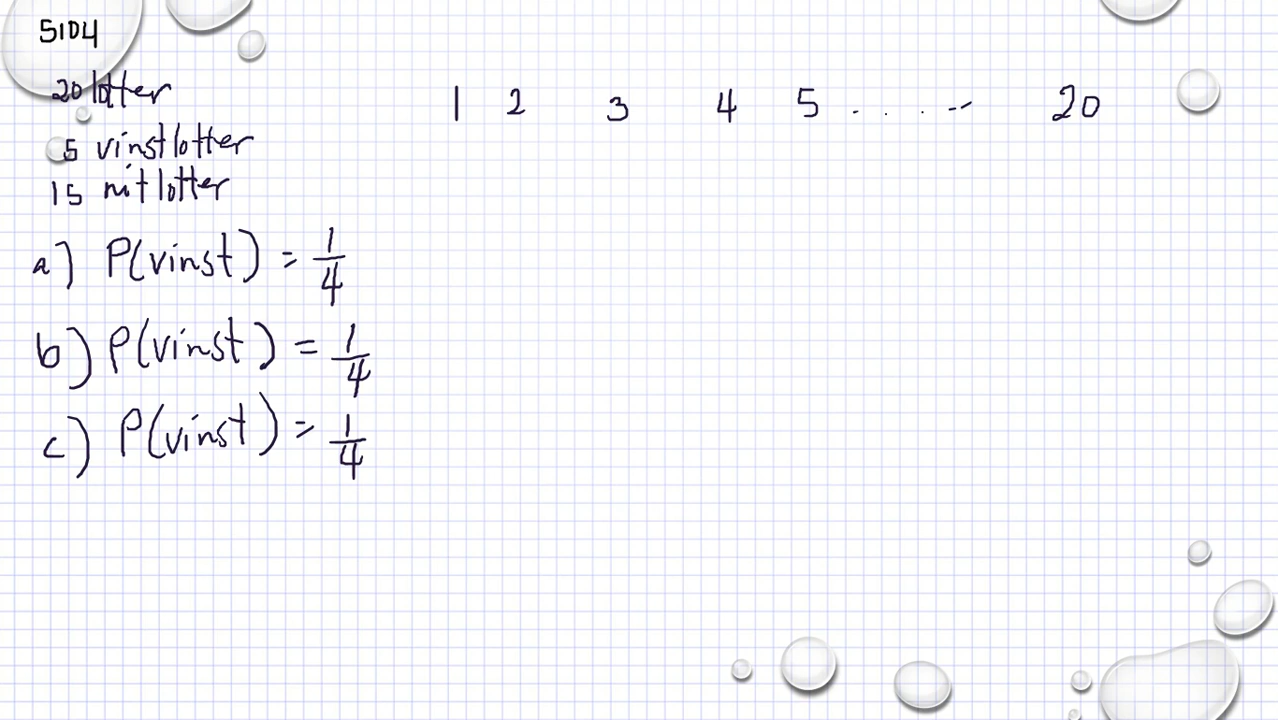 5104
20 lotter
5 vinstlotter
15 nitlotter
1 2 3 4 5 . . . -- 20
a) P(vinst) = 1/4
b) P(vinst) = 1/4
c) P(vinst) = 1/4